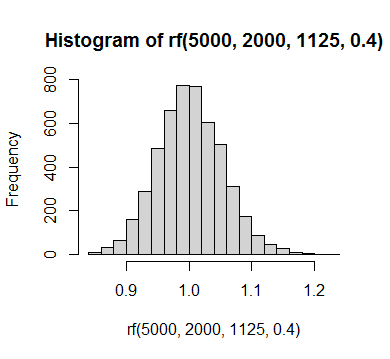 Histogram of rf(5000, 2000, 1125, 0.4)
Frequency
800
600
400
200
0
0.9 1.0 1.1 1.2
rf(5000, 2000, 1125, 0.4)